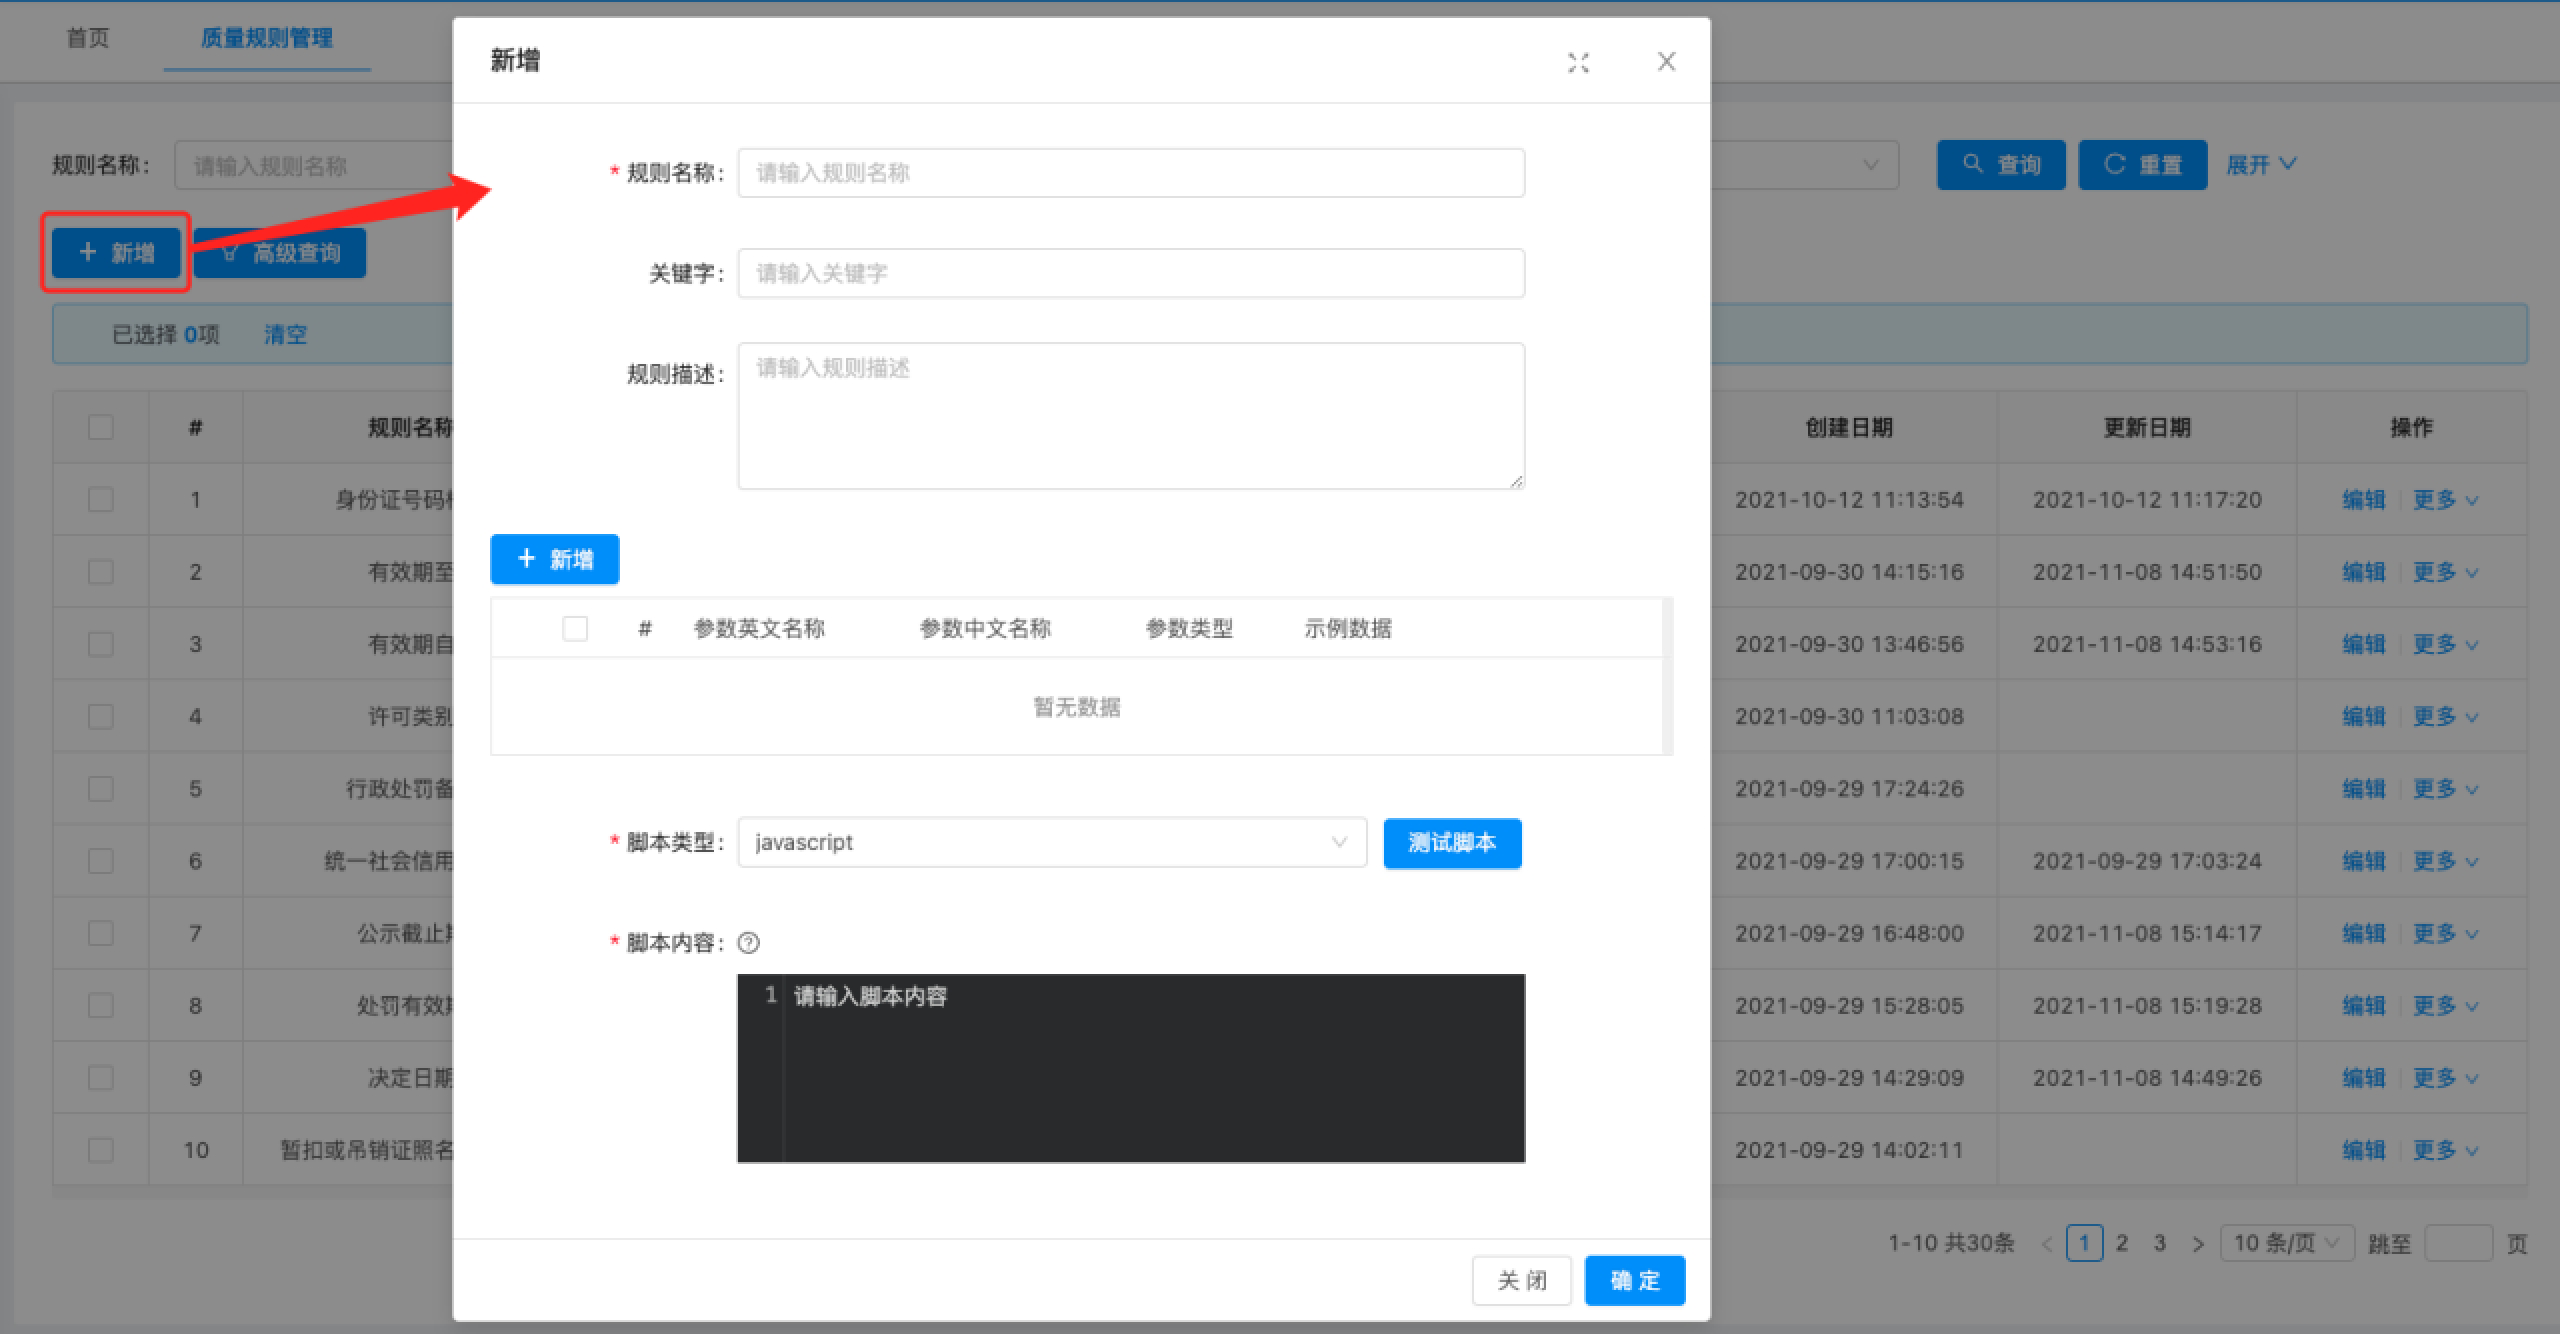 首页 质量规则管理
新增
规则名称: 请输入规则名称
查询 重置 展开
+ 新增 高级查询
已选择 0项 清空
* 规则名称: 请输入规则名称
关键字: 请输入关键字
规则描述: 请输入规则描述
+ 新增
# 参数英文名称 参数中文名称 参数类型 示例数据
暂无数据
* 脚本类型: javascript 测试脚本
* 脚本内容:
1 请输入脚本内容
关闭 确定
# 规则名称 创建日期 更新日期 操作
1 身份证号码 2021-10-12 11:13:54 2021-10-12 11:17:20 编辑 更多
2 有效期至 2021-09-30 14:15:16 2021-11-08 14:51:50 编辑 更多
3 有效期自 2021-09-30 13:46:56 2021-11-08 14:53:16 编辑 更多
4 许可类别 2021-09-30 11:03:08 编辑 更多
5 行政处罚备 2021-09-29 17:24:26 编辑 更多
6 统一社会信用 2021-09-29 17:00:15 2021-09-29 17:03:24 编辑 更多
7 公示截止 2021-09-29 16:48:00 2021-11-08 15:14:17 编辑 更多
8 处罚有效 2021-09-29 15:28:05 2021-11-08 15:19:28 编辑 更多
9 决定日期 2021-09-29 14:29:09 2021-11-08 14:49:26 编辑 更多
10 暂扣或吊销证照名 2021-09-29 14:02:11 编辑 更多
1-10 共30条 < 1 2 3 > 10 条/页 跳至 页